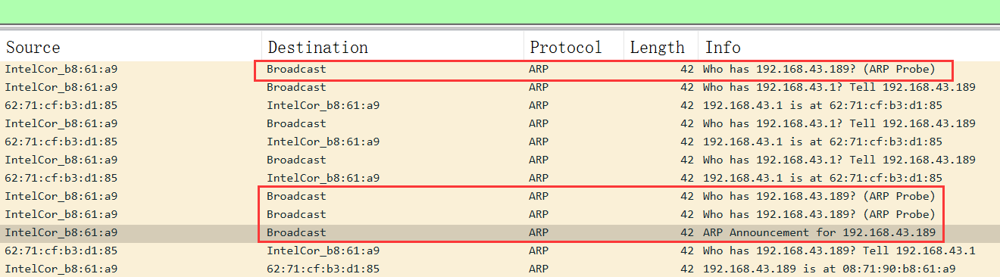 Source Destination Protocol Length Info
IntelCor_b8:61:a9 Broadcast ARP 42 Who has 192.168.43.189? (ARP Probe)
IntelCor_b8:61:a9 Broadcast ARP 42 Who has 192.168.43.1? Tell 192.168.43.189
62:71:cf:b3:d1:85 IntelCor_b8:61:a9 ARP 42 192.168.43.1 is at 62:71:cf:b3:d1:85
IntelCor_b8:61:a9 Broadcast ARP 42 Who has 192.168.43.1? Tell 192.168.43.189
62:71:cf:b3:d1:85 IntelCor_b8:61:a9 ARP 42 192.168.43.1 is at 62:71:cf:b3:d1:85
IntelCor_b8:61:a9 Broadcast ARP 42 Who has 192.168.43.1? Tell 192.168.43.189
62:71:cf:b3:d1:85 IntelCor_b8:61:a9 ARP 42 192.168.43.1 is at 62:71:cf:b3:d1:85
IntelCor_b8:61:a9 Broadcast ARP 42 Who has 192.168.43.189? (ARP Probe)
IntelCor_b8:61:a9 Broadcast ARP 42 Who has 192.168.43.189? (ARP Probe)
IntelCor_b8:61:a9 Broadcast ARP 42 ARP Announcement for 192.168.43.189
62:71:cf:b3:d1:85 IntelCor_b8:61:a9 ARP 42 Who has 192.168.43.189? Tell 192.168.43.1
IntelCor_b8:61:a9 62:71:cf:b3:d1:85 ARP 42 192.168.43.189 is at 08:71:90:b8:61:a9